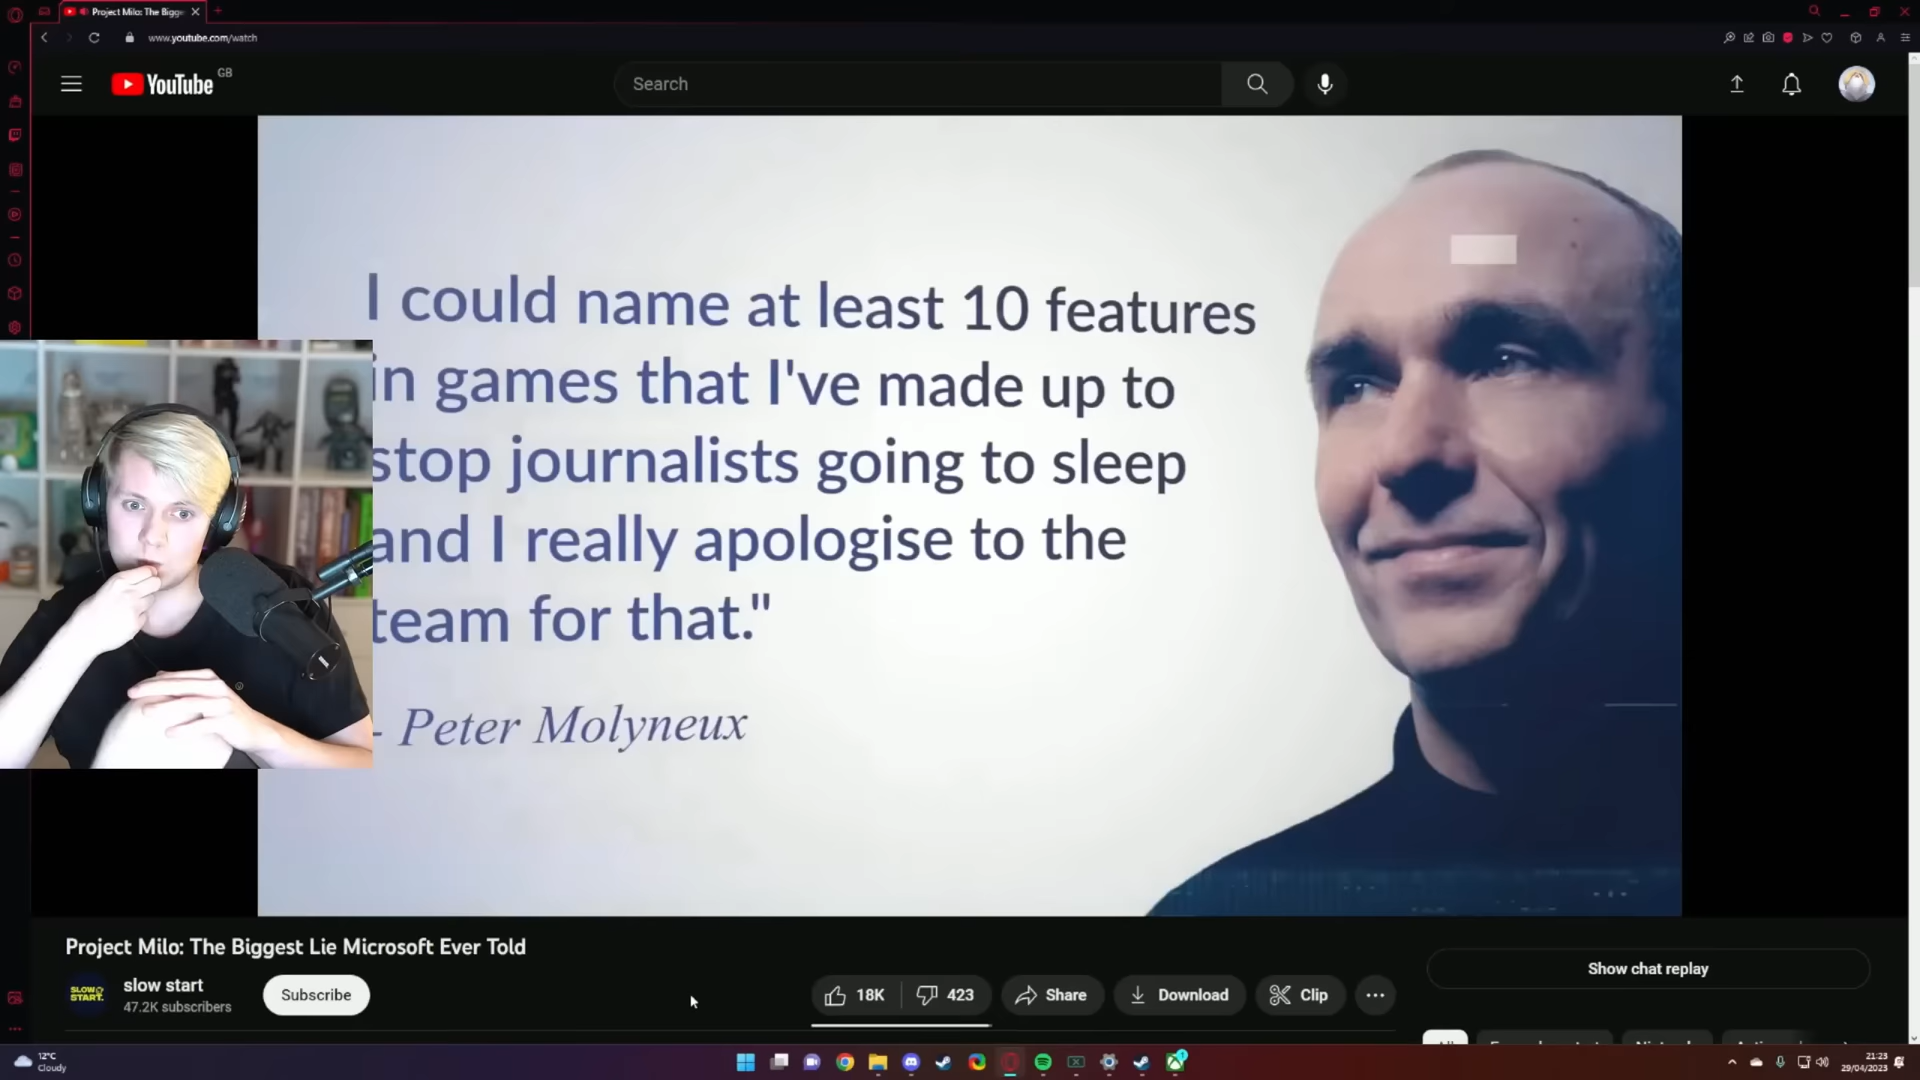 Project Milo: The Bigge
www.youtube.com/watch
YouTube GB
Search
I could name at least 10 features
in games that I've made up to
stop journalists going to sleep
and I really apologise to the
team for that."
- Peter Molyneux
Project Milo: The Biggest Lie Microsoft Ever Told
Show chat replay
SLOW START.
slow start
47.2K subscribers
Subscribe
18K
423
Share
Download
Clip
12°C
Cloudy
21:23
29/04/2023